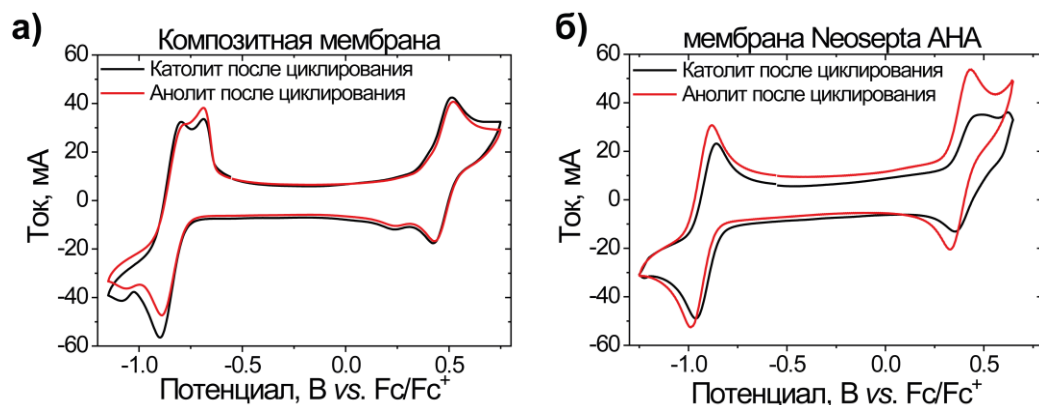 а)
Композитная мембрана
Католит после циклирования
Анолит после циклирования
Ток, мА
60
40
20
0
-20
-40
-60
-1.0 -0.5 0.0 0.5
Потенциал, В vs. Fc/Fc⁺
б)
мембрана Neosepta AHA
Католит после циклирования
Анолит после циклирования
Ток, мА
60
40
20
0
-20
-40
-60
-1.0 -0.5 0.0 0.5
Потенциал, В vs. Fc/Fc⁺